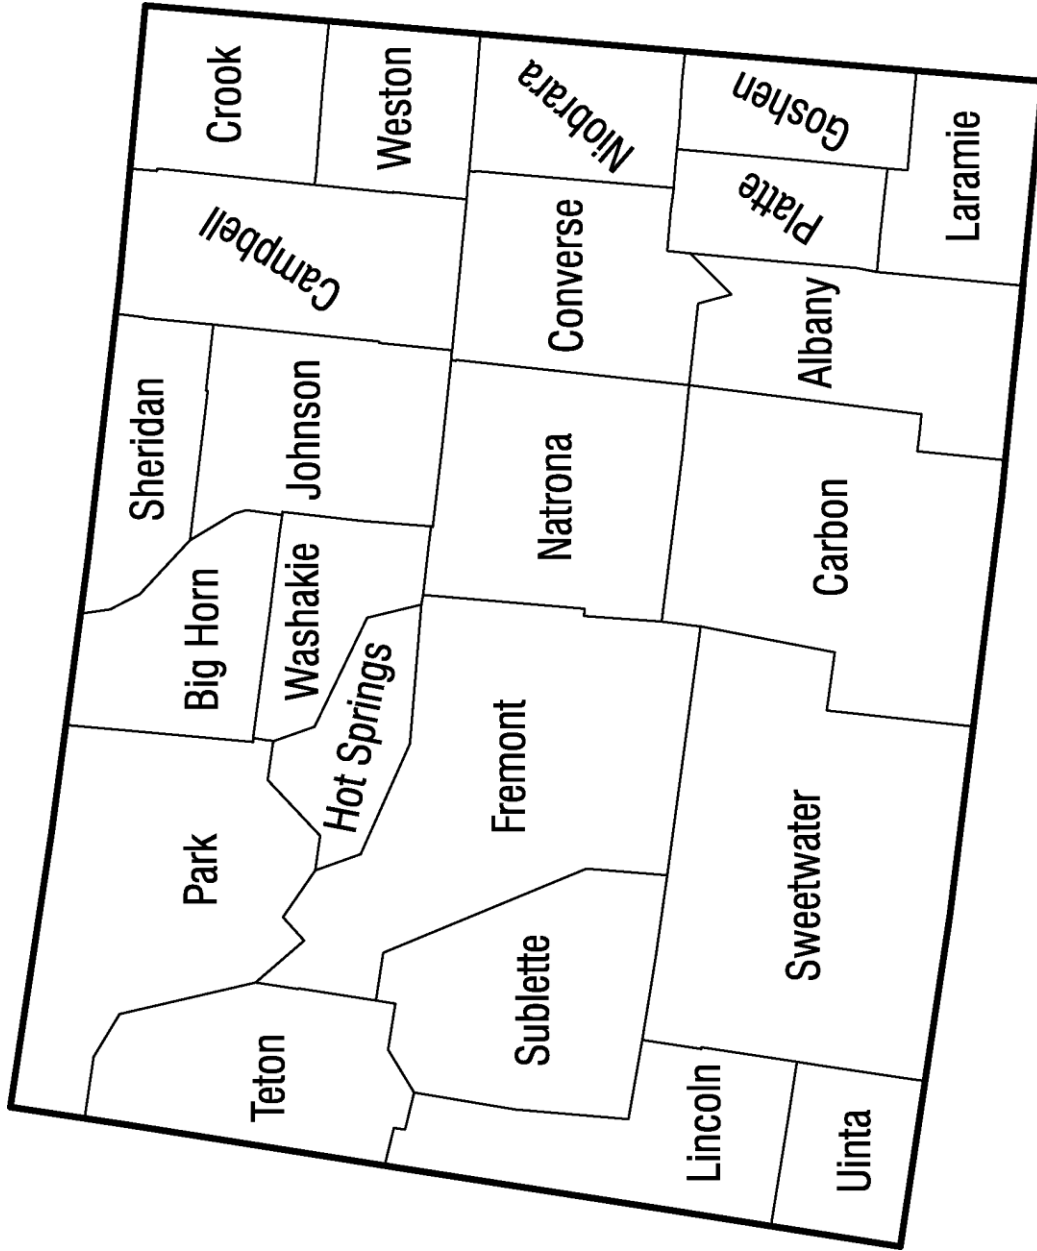 Park
Big Horn
Sheridan
Campbell
Crook
Teton
Hot Springs
Washakie
Johnson
Weston
Sublette
Fremont
Natrona
Converse
Niobrara
Lincoln
Sweetwater
Carbon
Albany
Platte
Goshen
Uinta
Laramie